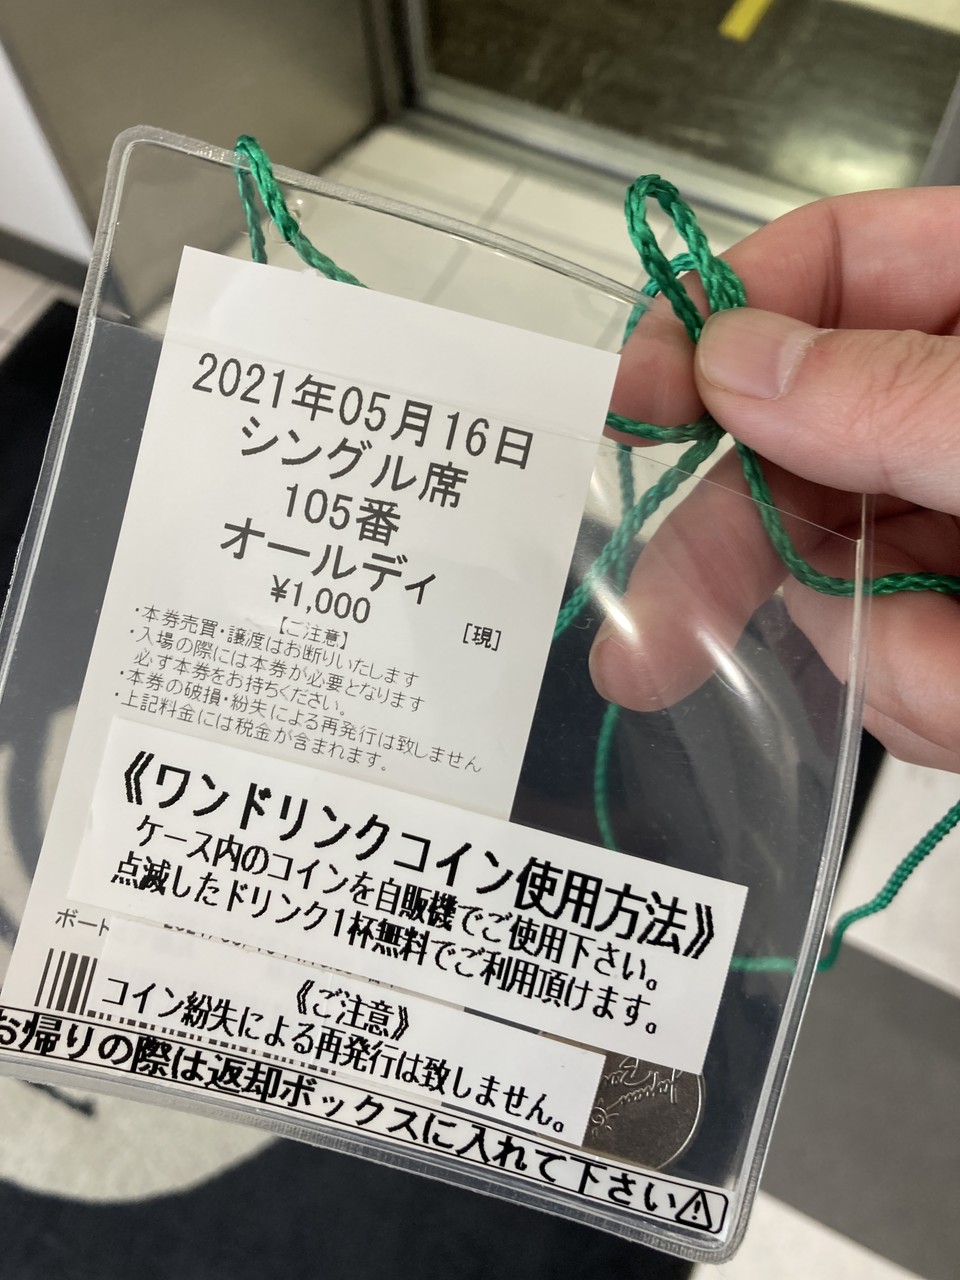 2021年05月16日
シングル席
105番
オールディ
¥1,000
[現]
【ご注意】
・本券売買・譲渡はお断りいたします
・入場の際には本券が必要となります
必ず本券をお持ちください。
・本券の破損・紛失による再発行は致しません
・上記料金には税金が含まれます。
《ワンドリンクコイン使用方法》
ケース内のコインを自販機でご使用下さい。
点滅したドリンク1杯無料でご利用頂けます。
ボート
《ご注意》
コイン紛失による再発行は致しません。
お帰りの際は返却ボックスに入れて下さい⚠
Japan